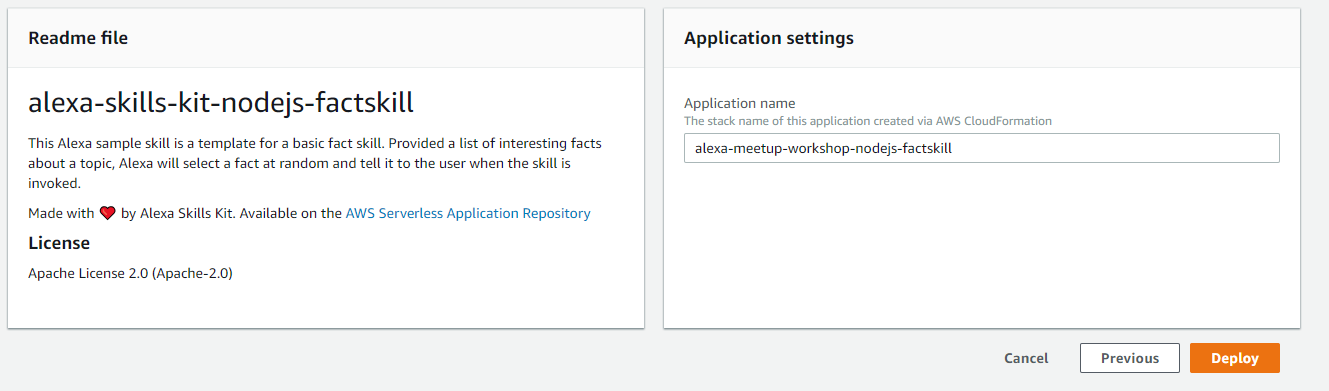 Readme file
alexa-skills-kit-nodejs-factskill
This Alexa sample skill is a template for a basic fact skill. Provided a list of interesting facts
about a topic, Alexa will select a fact at random and tell it to the user when the skill is
invoked.
Made with ❤ by Alexa Skills Kit. Available on the AWS Serverless Application Repository
License
Apache License 2.0 (Apache-2.0)
Application settings
Application name
The stack name of this application created via AWS CloudFormation
alexa-meetup-workshop-nodejs-factskill
Cancel
Previous
Deploy